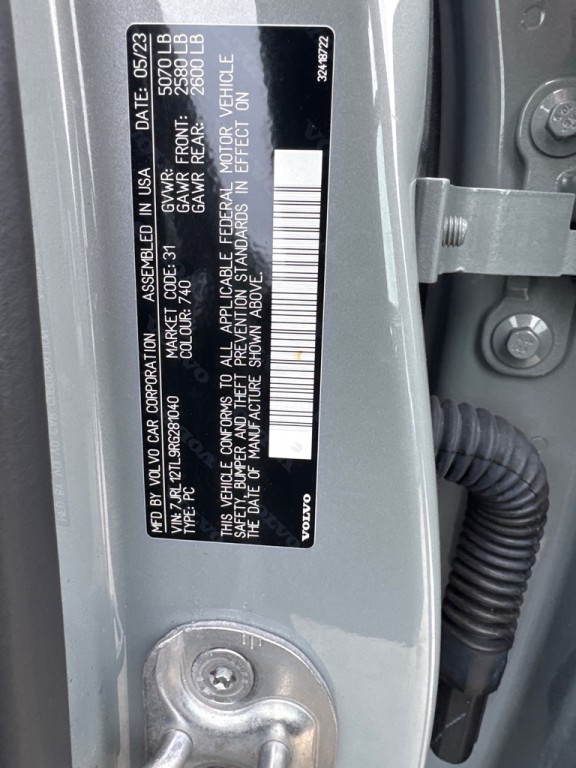 MFD BY VOLVO CAR CORPORATION ASSEMBLED IN USA DATE: 05/23
VIN: 7JRL12TL9RG281040 MARKET CODE: 31 GVWR: 5070 LB
TYPE: PC COLOUR: 740 GAWR FRONT: 2580 LB
GAWR REAR: 2600 LB
THIS VEHICLE CONFORMS TO ALL APPLICABLE FEDERAL MOTOR VEHICLE
SAFETY, BUMPER AND THEFT PREVENTION STANDARDS IN EFFECT ON
THE DATE OF MANUFACTURE SHOWN ABOVE.
VOLVO
32418722